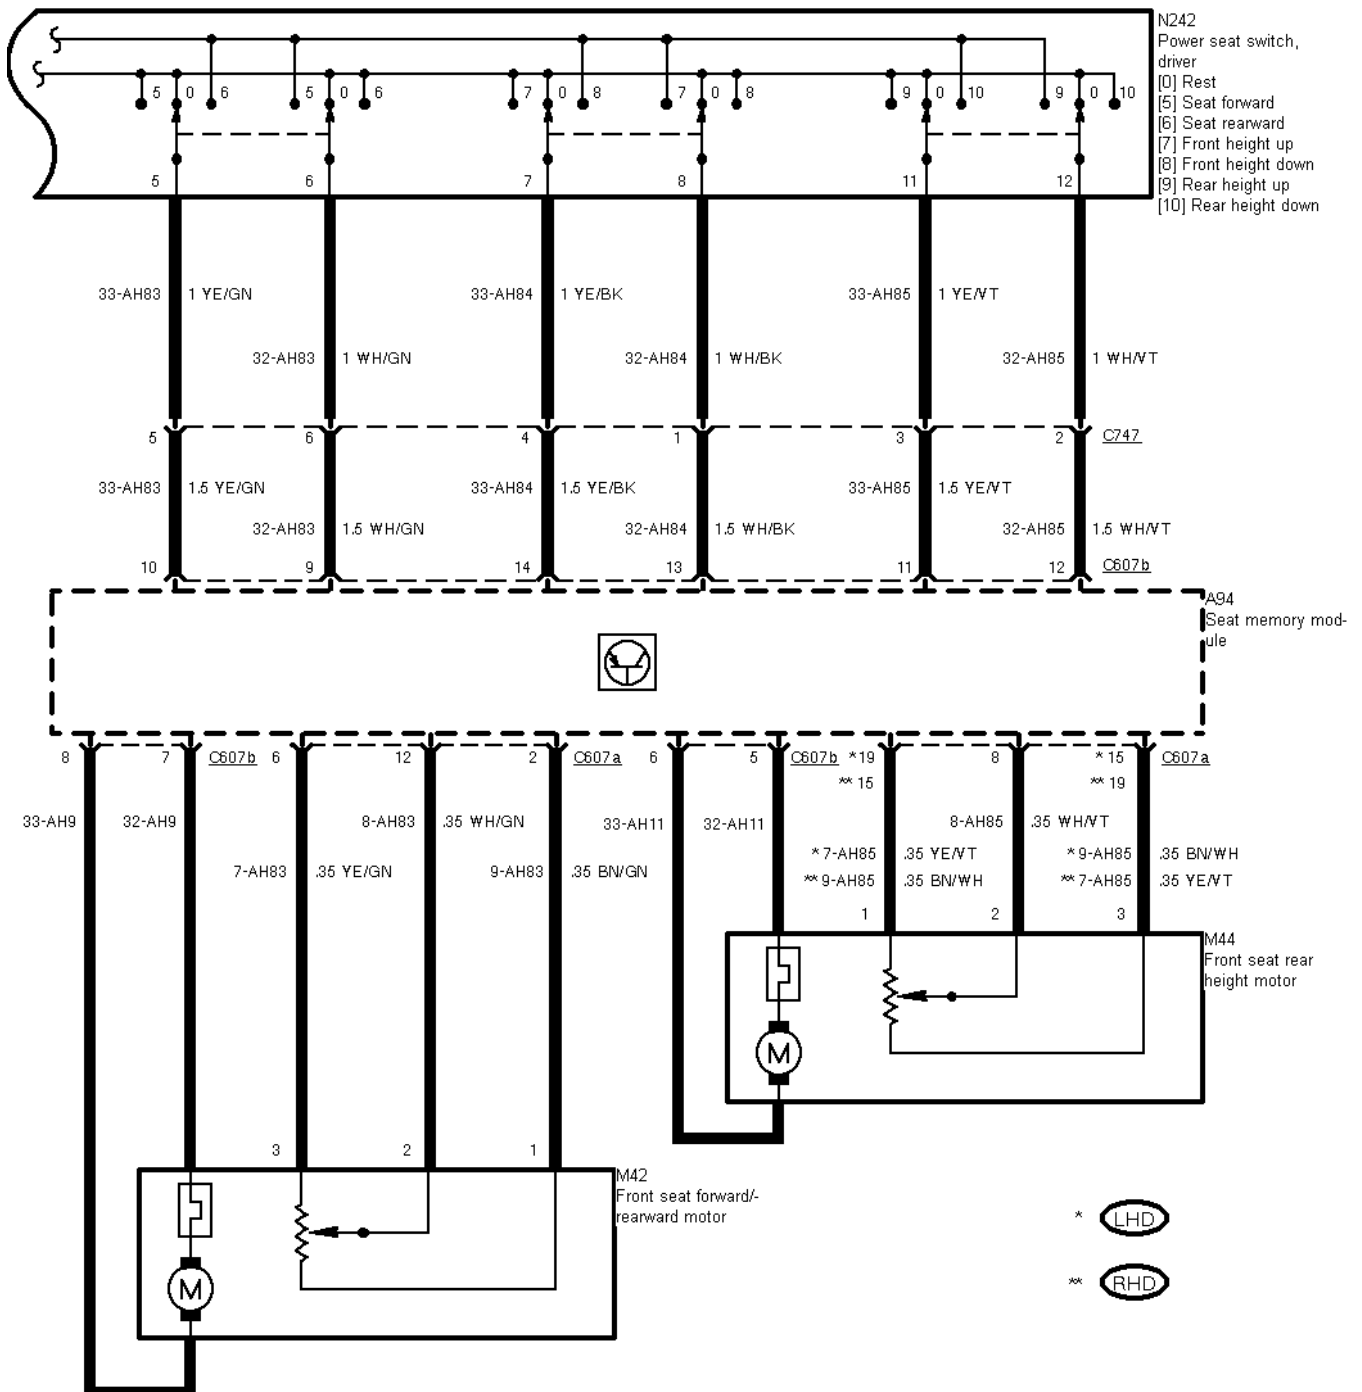 N242
Power seat switch,
driver
[0] Rest
[5] Seat forward
[6] Seat rearward
[7] Front height up
[8] Front height down
[9] Rear height up
[10] Rear height down
5 0 6 5 0 6 7 0 8 7 0 8 9 0 10 9 0 10
5 6 7 8 11 12
33-AH83 1 YE/GN 33-AH84 1 YE/BK 33-AH85 1 YE/VT
32-AH83 1 WH/GN 32-AH84 1 WH/BK 32-AH85 1 WH/VT
5 6 4 1 3 2 C747
33-AH83 1.5 YE/GN 33-AH84 1.5 YE/BK 33-AH85 1.5 YE/VT
32-AH83 1.5 WH/GN 32-AH84 1.5 WH/BK 32-AH85 1.5 WH/VT
10 9 14 13 11 12 C607b
A94
Seat memory mod-
ule
8 7 C607b 6 12 2 C607a 6 5 C607b *19 8 *15 C607a
**15 **19
33-AH9 32-AH9 8-AH83 .35 WH/GN 33-AH11 32-AH11 8-AH85 .35 WH/VT
*7-AH85 .35 YE/VT *9-AH85 .35 BN/WH
7-AH83 .35 YE/GN 9-AH83 .35 BN/GN **9-AH85 .35 BN/WH **7-AH85 .35 YE/VT
1 2 3
M44
Front seat rear
height motor
M
3 2 1
M42
Front seat forward/-
rearward motor
M
* LHD
** RHD